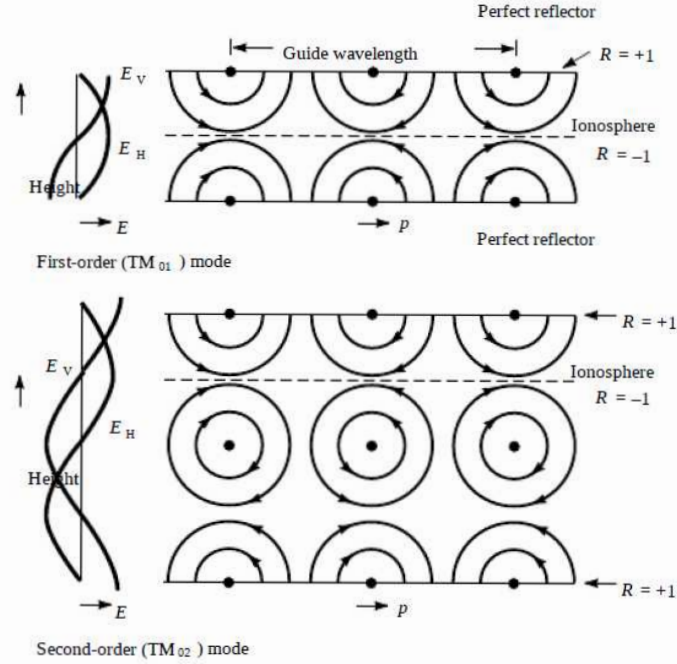 Perfect reflector
Guide wavelength
R = +1
E V
Ionosphere
E H
R = –1
Height
E
p
Perfect reflector
First-order (TM 01 ) mode
R = +1
E V
Ionosphere
R = –1
E H
Height
R = +1
E
p
Second-order (TM 02 ) mode